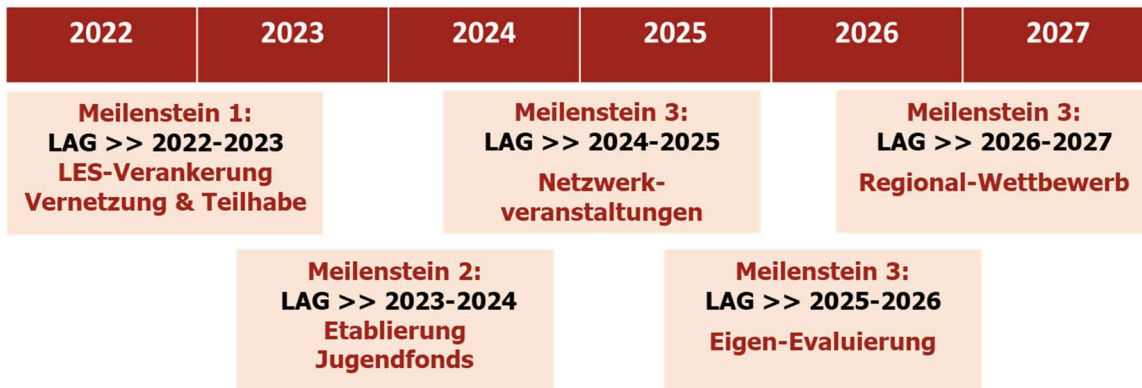 2022 2023 2024 2025 2026 2027
Meilenstein 1:
LAG >> 2022-2023
LES-Verankerung
Vernetzung & Teilhabe
Meilenstein 3:
LAG >> 2024-2025
Netzwerk-
veranstaltungen
Meilenstein 3:
LAG >> 2026-2027
Regional-Wettbewerb
Meilenstein 2:
LAG >> 2023-2024
Etablierung
Jugendfonds
Meilenstein 3:
LAG >> 2025-2026
Eigen-Evaluierung